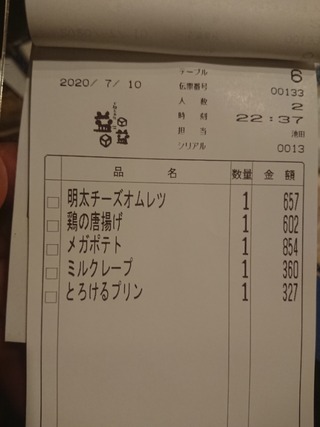 テーブル 6
2020/ 7/ 10 伝票番号 00133
人 数 2
時 刻 22:37
担 当 池田
シリアル 0013
品 名 数量 金 額
明太チーズオムレツ 1 657
鶏の唐揚げ 1 602
メガポテト 1 854
ミルクレープ 1 360
とろけるプリン 1 327